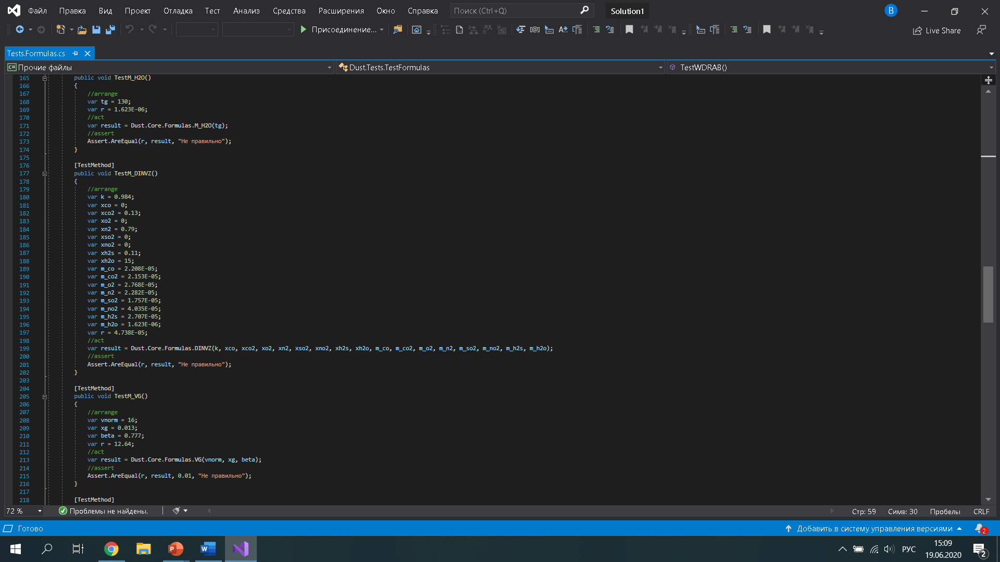 Файл Правка Вид Проект Отладка Тест Анализ Средства Расширения Окно Справка Поиск (Ctrl+Q) Solution1 B
Присоединение... Live Share
Tests.Formulas.cs
C# Прочие файлы Dust.Tests.TestFormulas TestWDRAB()
165 public void TestM_H2O()
166 {
167 //arrange
168 var tg = 130;
169 var r = 1.623E-06;
170 //act
171 var result = Dust.Core.Formulas.M_H2O(tg);
172 //assert
173 Assert.AreEqual(r, result, "Не правильно");
174 }
175
176 [TestMethod]
177 public void TestM_DINVZ()
178 {
179 //arrange
180 var k = 0.984;
181 var xco = 0;
182 var xco2 = 0.13;
183 var xo2 = 0;
184 var xn2 = 0.79;
185 var xso2 = 0;
186 var xno2 = 0;
187 var xh2s = 0.11;
188 var xh2o = 15;
189 var m_co = 2.208E-05;
190 var m_co2 = 2.153E-05;
191 var m_o2 = 2.768E-05;
192 var m_n2 = 2.282E-05;
193 var m_so2 = 1.757E-05;
194 var m_no2 = 4.035E-05;
195 var m_h2s = 2.707E-05;
196 var m_h2o = 1.623E-06;
197 var r = 4.738E-05;
198 //act
199 var result = Dust.Core.Formulas.DINVZ(k, xco, xco2, xo2, xn2, xso2, xno2, xh2s, xh2o, m_co, m_co2, m_o2, m_n2, m_so2, m_no2, m_h2s, m_h2o);
200 //assert
201 Assert.AreEqual(r, result, "Не правильно");
202 }
203
204 [TestMethod]
205 public void TestM_VG()
206 {
207 //arrange
208 var vnorm = 16;
209 var xg = 0.013;
210 var beta = 0.777;
211 var r = 12.64;
212 //act
213 var result = Dust.Core.Formulas.VG(vnorm, xg, beta);
214 //assert
215 Assert.AreEqual(r, result, 0.01, "Не правильно");
216 }
217
218 [TestMethod]
72 % Проблемы не найдены. Стр: 59 Симв: 30 Пробелы CRLF
Готово Добавить в систему управления версиями 2
P W РУС 15:09
19.06.2020 2